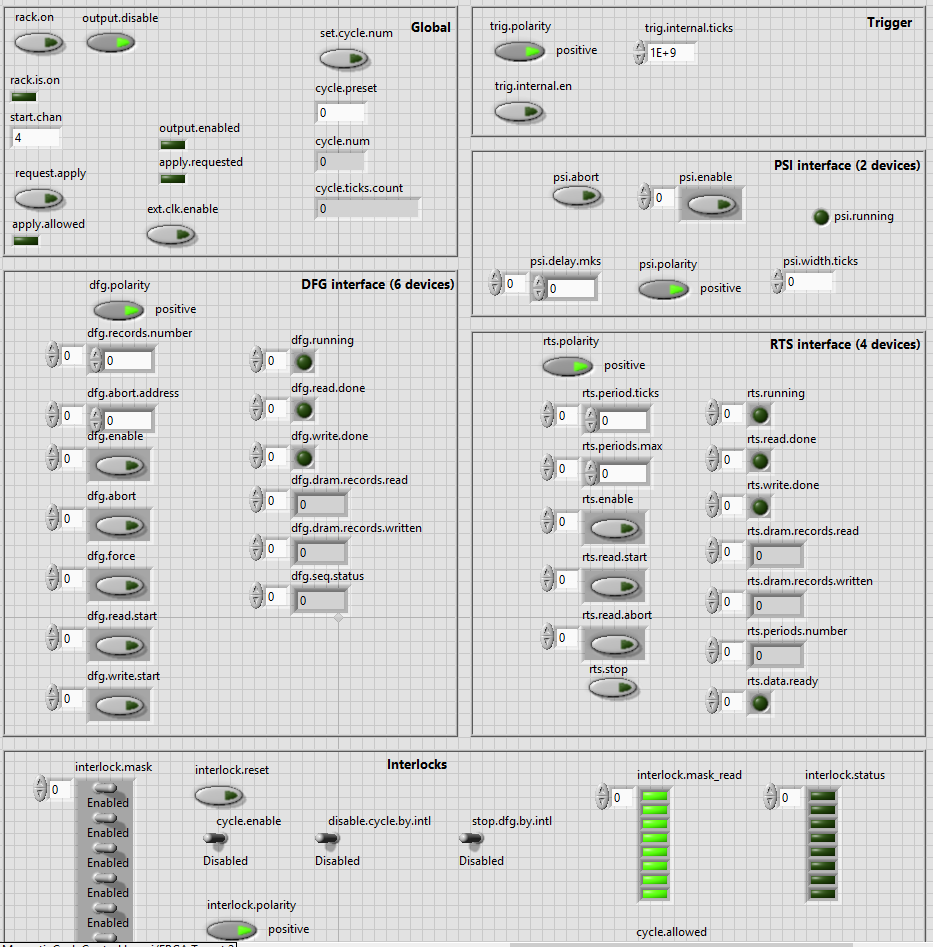 Global
rack.on
output.disable
set.cycle.num
rack.is.on
cycle.preset
0
start.chan
4
output.enabled
cycle.num
0
apply.requested
request.apply
cycle.ticks.count
0
ext.clk.enable
apply.allowed
Trigger
trig.polarity
positive
trig.internal.ticks
1E+9
trig.internal.en
PSI interface (2 devices)
psi.abort
psi.enable
0
psi.running
psi.delay.mks
0
0
psi.polarity
positive
psi.width.ticks
0
DFG interface (6 devices)
dfg.polarity
positive
dfg.records.number
0
0
dfg.abort.address
0
0
dfg.enable
0
dfg.abort
0
dfg.force
0
dfg.read.start
0
dfg.write.start
0
dfg.running
0
dfg.read.done
0
dfg.write.done
0
dfg.dram.records.read
0
0
dfg.dram.records.written
0
0
dfg.seq.status
0
0
RTS interface (4 devices)
rts.polarity
positive
rts.period.ticks
0
0
rts.periods.max
0
0
rts.enable
0
rts.read.start
0
rts.read.abort
0
rts.stop
rts.running
0
rts.read.done
0
rts.write.done
0
rts.dram.records.read
0
0
rts.dram.records.written
0
0
rts.periods.number
0
0
rts.data.ready
0
Interlocks
interlock.mask
0
Enabled
Enabled
Enabled
Enabled
Enabled
interlock.reset
cycle.enable
Disabled
disable.cycle.by.intl
Disabled
stop.dfg.by.intl
Disabled
interlock.polarity
positive
interlock.mask_read
0
interlock.status
0
cycle.allowed